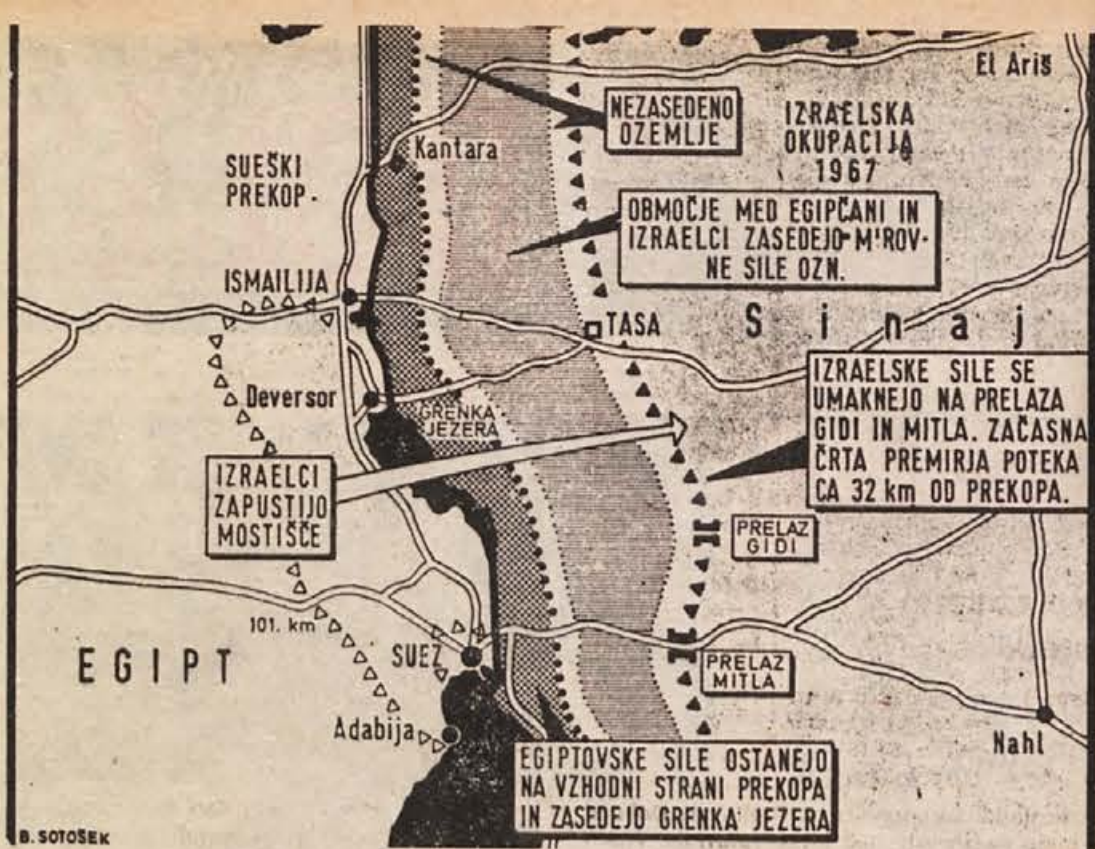 El Ariš
NEZASEDENO
OZEMLJE
IZRAELSKA
OKUPACIJA
1967
Kantara
SUEŠKI
PREKOP
OBMOČJE MED EGIPČANI IN
IZRAELCI ZASEDEJO M'ROV-
NE SILE OZN.
ISMAILIJA
TASA
Sinaj
Deversor
GRENKA
JEZERA
IZRAELSKE SILE SE
UMAKNEJO NA PRELAZA
GIDI IN MITLA. ZAČASNA
ČRTA PREMIRJA POTEKA
CA 32 km OD PREKOPA.
IZRAELCI
ZAPUSTIJO
MOSTIŠČE
PRELAZ
GIDI
101. km
EGIPT
SUEZ
PRELAZ
MITLA
Adabija
Nahl
EGIPTOVSKE SILE OSTANEJO
NA VZHODNI STRANI PREKOPA
IN ZASEDEJO GRENKA JEZERA
B. SOTOŠEK